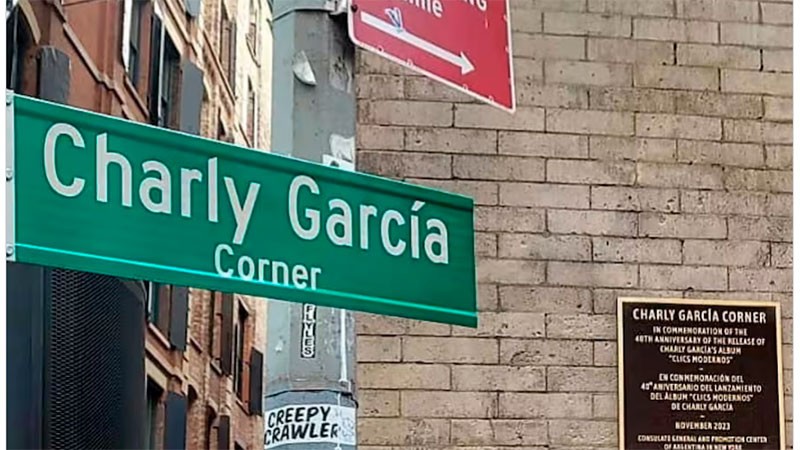 Charly García
Corner
FLYLES
CREEPY
CRAWLER
CHARLY GARCÍA CORNER
IN COMMEMORATION OF THE
40TH ANNIVERSARY OF THE RELEASE
OF CHARLY GARCÍA'S ALBUM
"CLICS MODERNOS"
EN CONMEMORACIÓN DEL
40° ANIVERSARIO DEL LANZAMIENTO
DEL ÁLBUM "CLICS MODERNOS"
DE CHARLY GARCÍA
NOVEMBER 2023
CONSULATE GENERAL AND PROMOTION CENTER
OF ARGENTINA IN NEW YORK